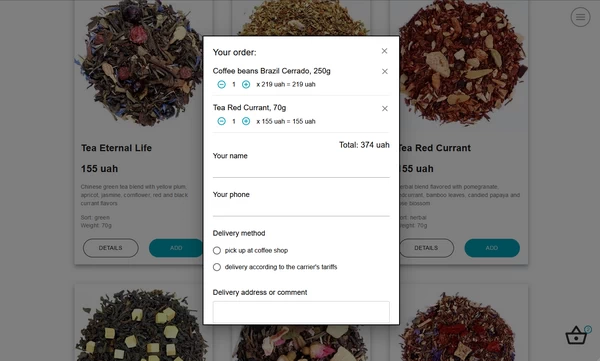 Your order:
Coffee beans Brazil Cerrado, 250g
1 x 219 uah = 219 uah
Tea Red Currant, 70g
1 x 155 uah = 155 uah
Total: 374 uah
Your name
Your phone
Delivery method
pick up at coffee shop
delivery according to the carrier's tariffs
Delivery address or comment
Tea Eternal Life
155 uah
Chinese green tea blend with yellow plum,
apricot, jasmine, cornflower, red and black
currant flavors
Sort: green
Weight: 70g
DETAILS
ADD
Tea Red Currant
155 uah
herbal blend flavored with pomegranate,
redcurrant, bamboo leaves, candied papaya and
blossom
Sort: herbal
Weight: 70g
DETAILS
ADD